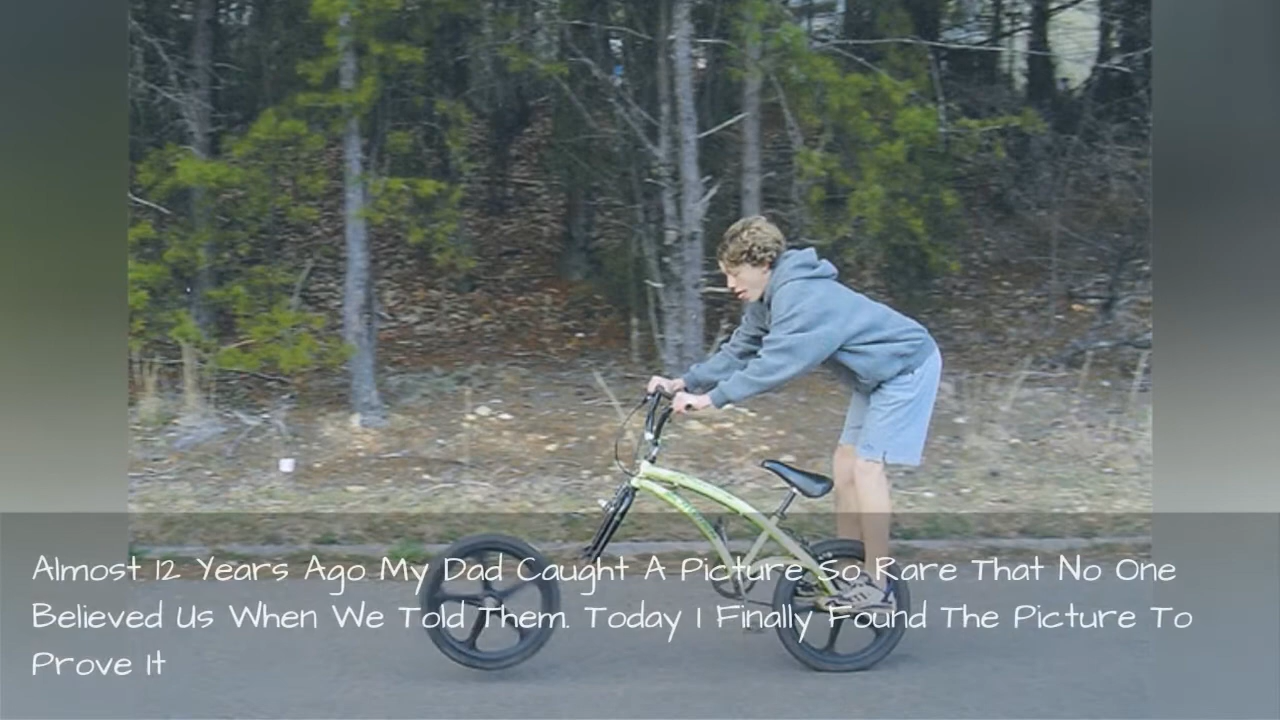 Almost 12 Years Ago My Dad Caught A Picture So Rare That No One
Believed Us When We Told Them. Today I Finally Found The Picture To
Prove It